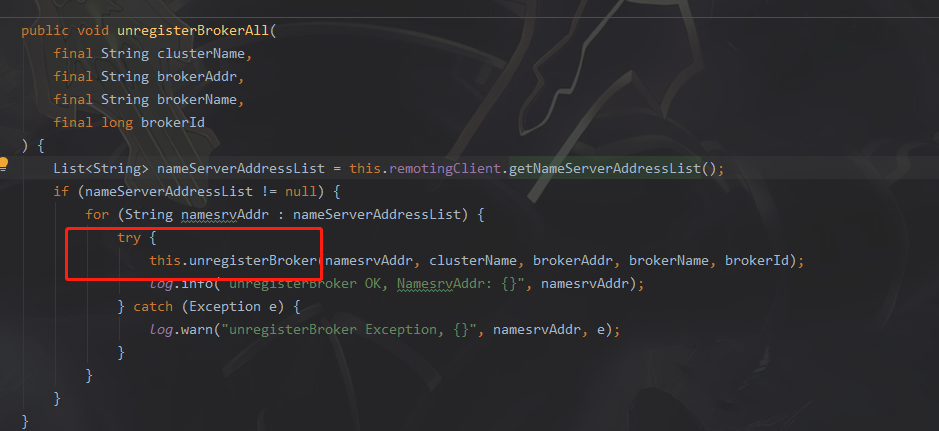 public void unregisterBrokerAll(
final String clusterName,
final String brokerAddr,
final String brokerName,
final long brokerId
) {
List<String> nameServerAddressList = this.remotingClient.getNameServerAddressList();
if (nameServerAddressList != null) {
for (String namesrvAddr : nameServerAddressList) {
try {
this.unregisterBroker(namesrvAddr, clusterName, brokerAddr, brokerName, brokerId);
log.info("unregisterBroker OK, NamesrvAddr: {}", namesrvAddr);
} catch (Exception e) {
log.warn("unregisterBroker Exception, {}", namesrvAddr, e);
}
}
}
}